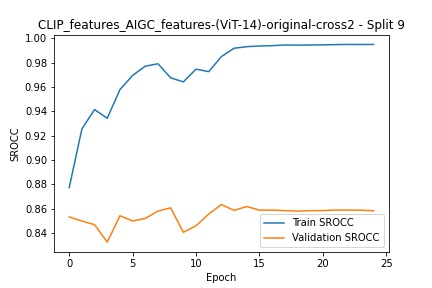 CLIP_features_AIGC_features-(ViT-14)-original-cross2 - Split 9
1.00
0.98
0.96
0.94
0.92
0.90
0.88
0.86
0.84
SROCC
Train SROCC
Validation SROCC
0 5 10 15 20 25
Epoch